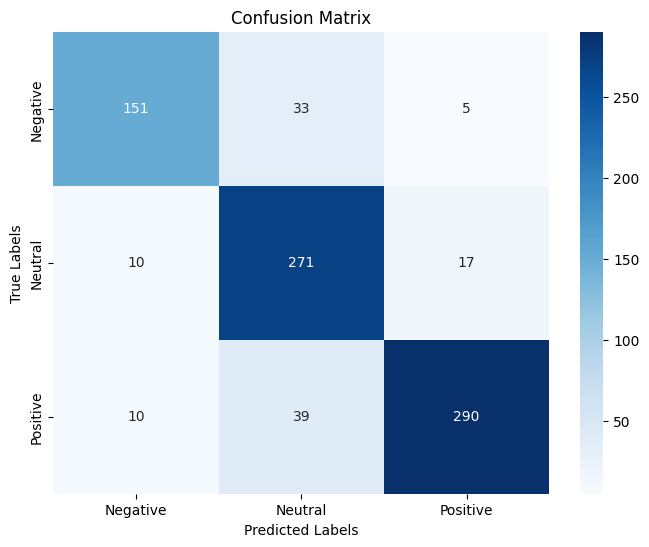 Confusion Matrix
True Labels
Negative
Neutral
Positive
151 33 5
10 271 17
10 39 290
Negative Neutral Positive
Predicted Labels
250
200
150
100
50